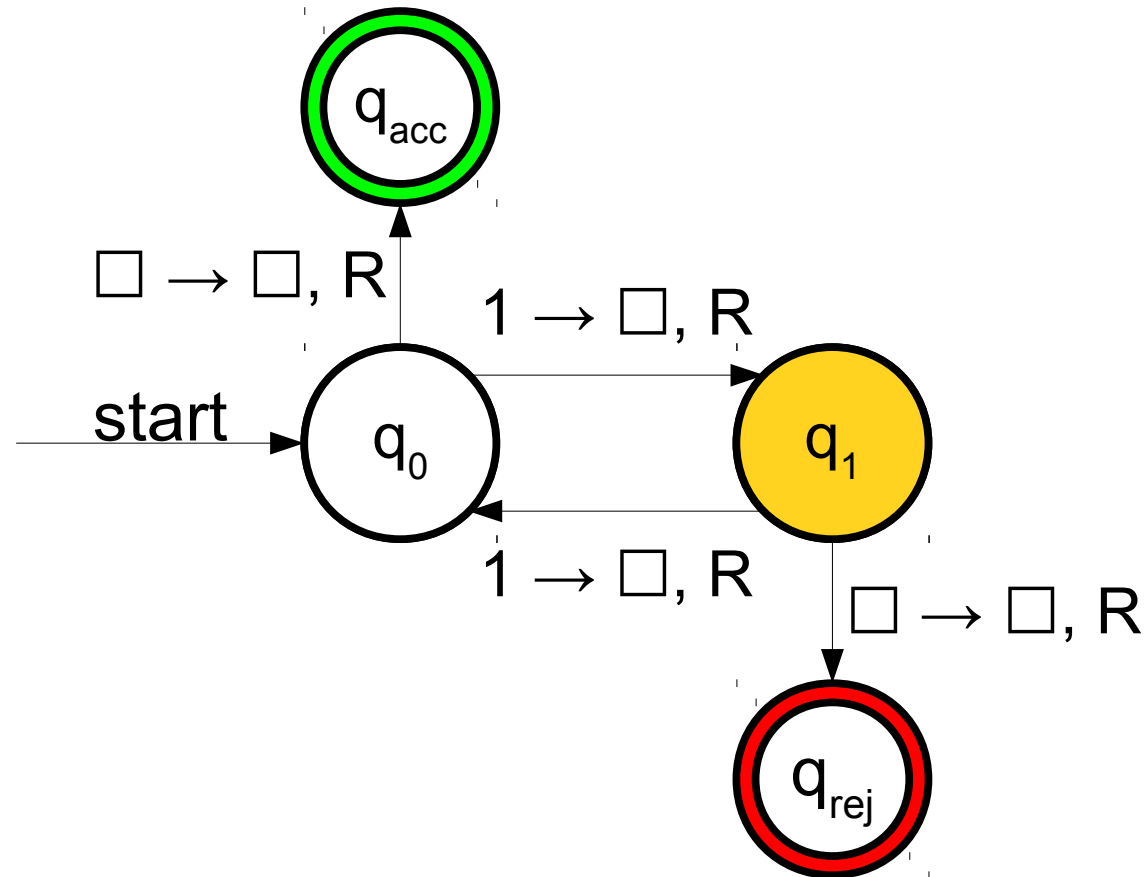 q_acc
□ → □, R
1 → □, R
start
q_0
q_1
1 → □, R
□ → □, R
q_rej